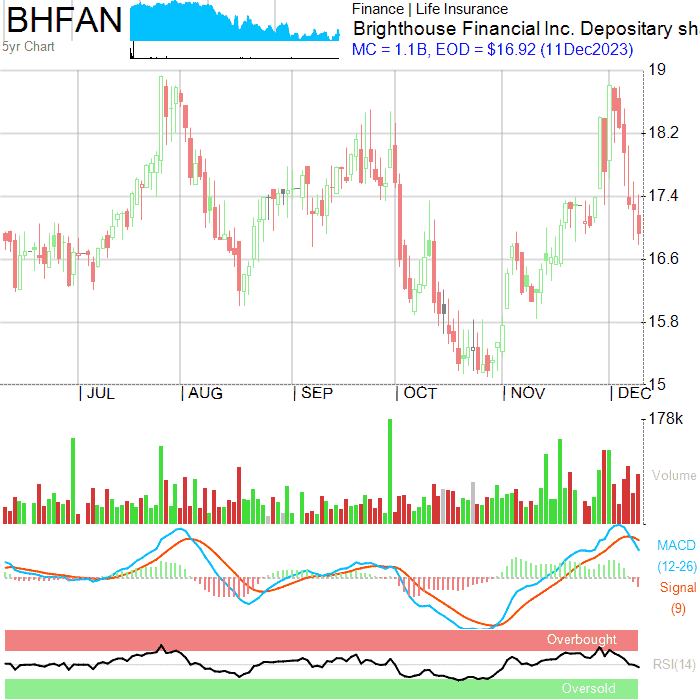 BHFAN
5yr Chart
Finance | Life Insurance
Brighthouse Financial Inc. Depositary sh
MC = 1.1B, EOD = $16.92 (11Dec2023)
19
18.2
17.4
16.6
15.8
15
JUL AUG SEP OCT NOV DEC
178k
Volume
MACD
(12-26)
Signal
(9)
Overbought
RSI(14)
Oversold